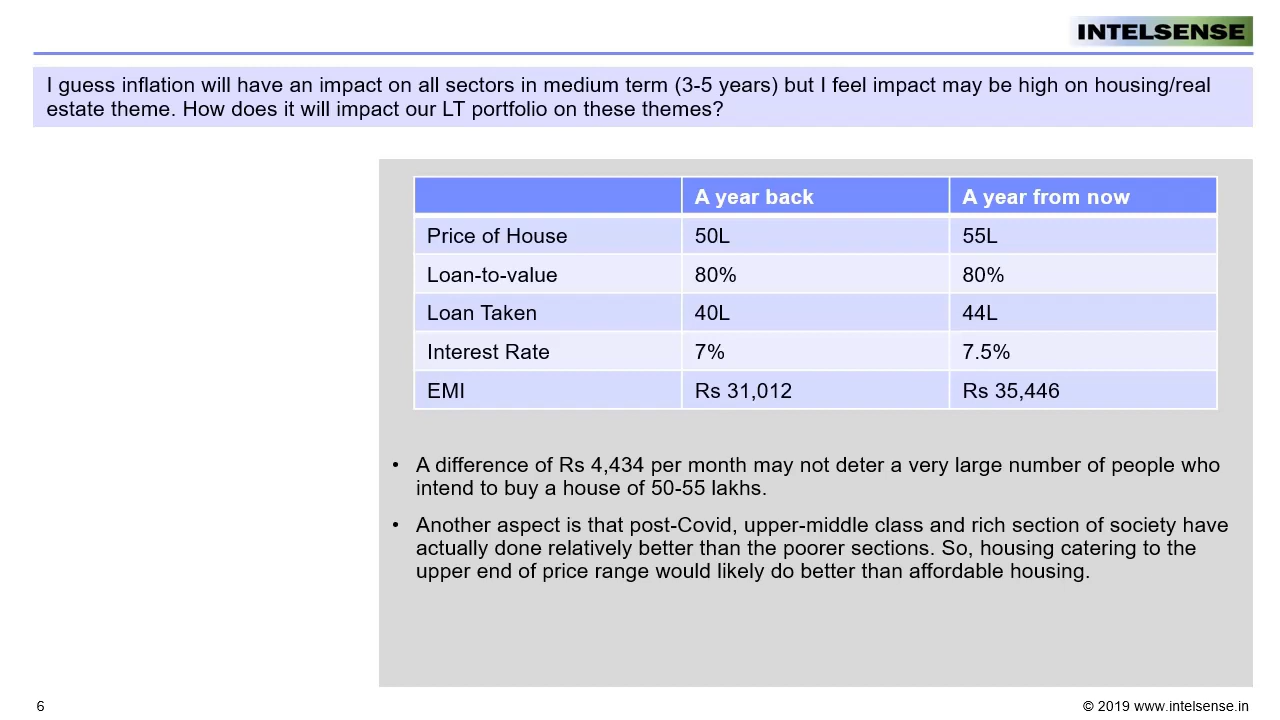 INTELSENSE
I guess inflation will have an impact on all sectors in medium term (3-5 years) but I feel impact may be high on housing/real
estate theme. How does it will impact our LT portfolio on these themes?
A year back A year from now
Price of House 50L 55L
Loan-to-value 80% 80%
Loan Taken 40L 44L
Interest Rate 7% 7.5%
EMI Rs 31,012 Rs 35,446
• A difference of Rs 4,434 per month may not deter a very large number of people who
intend to buy a house of 50-55 lakhs.
• Another aspect is that post-Covid, upper-middle class and rich section of society have
actually done relatively better than the poorer sections. So, housing catering to the
upper end of price range would likely do better than affordable housing.
6
© 2019 www.intelsense.in